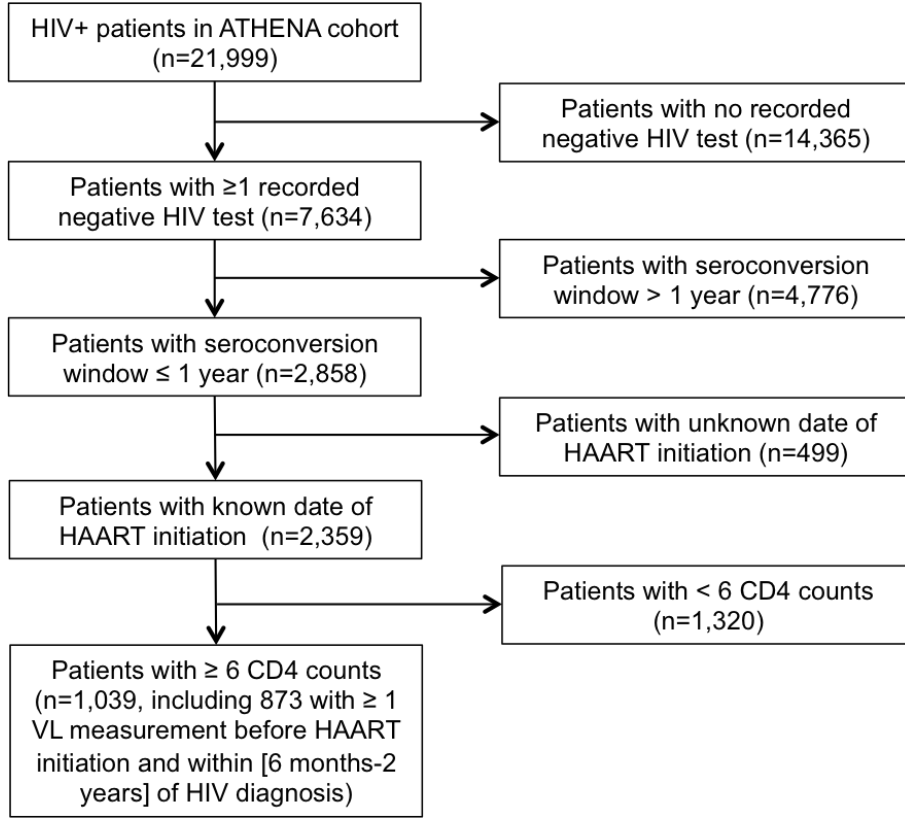 HIV+ patients in ATHENA cohort
(n=21,999)
Patients with no recorded
negative HIV test (n=14,365)
Patients with ≥1 recorded
negative HIV test (n=7,634)
Patients with seroconversion
window > 1 year (n=4,776)
Patients with seroconversion
window ≤ 1 year (n=2,858)
Patients with unknown date of
HAART initiation (n=499)
Patients with known date of
HAART initiation  (n=2,359)
Patients with < 6 CD4 counts
(n=1,320)
Patients with ≥ 6 CD4 counts
(n=1,039, including 873 with ≥ 1
VL measurement before HAART
initiation and within [6 months-2
years] of HIV diagnosis)